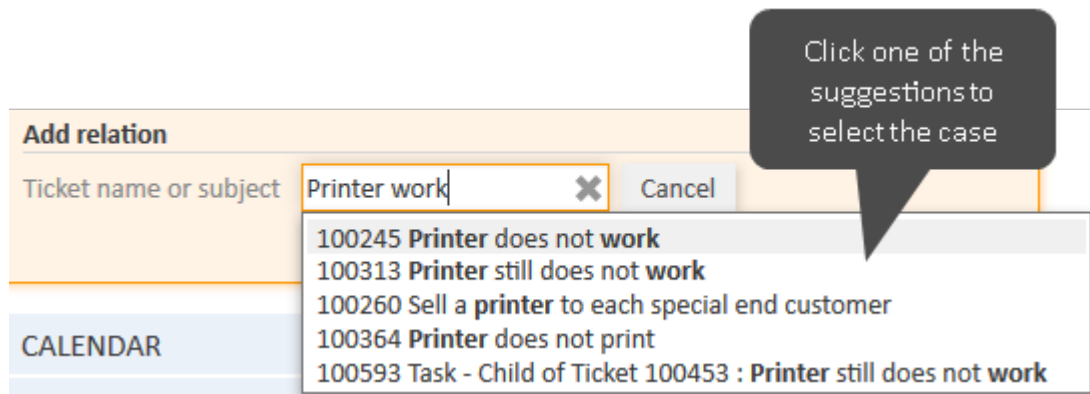 Click one of the
suggestions to
select the case
Add relation
Ticket name or subject Printer work Cancel
100245 Printer does not work
100313 Printer still does not work
100260 Sell a printer to each special end customer
100364 Printer does not print
100593 Task - Child of Ticket 100453 : Printer still does not work
CALENDAR